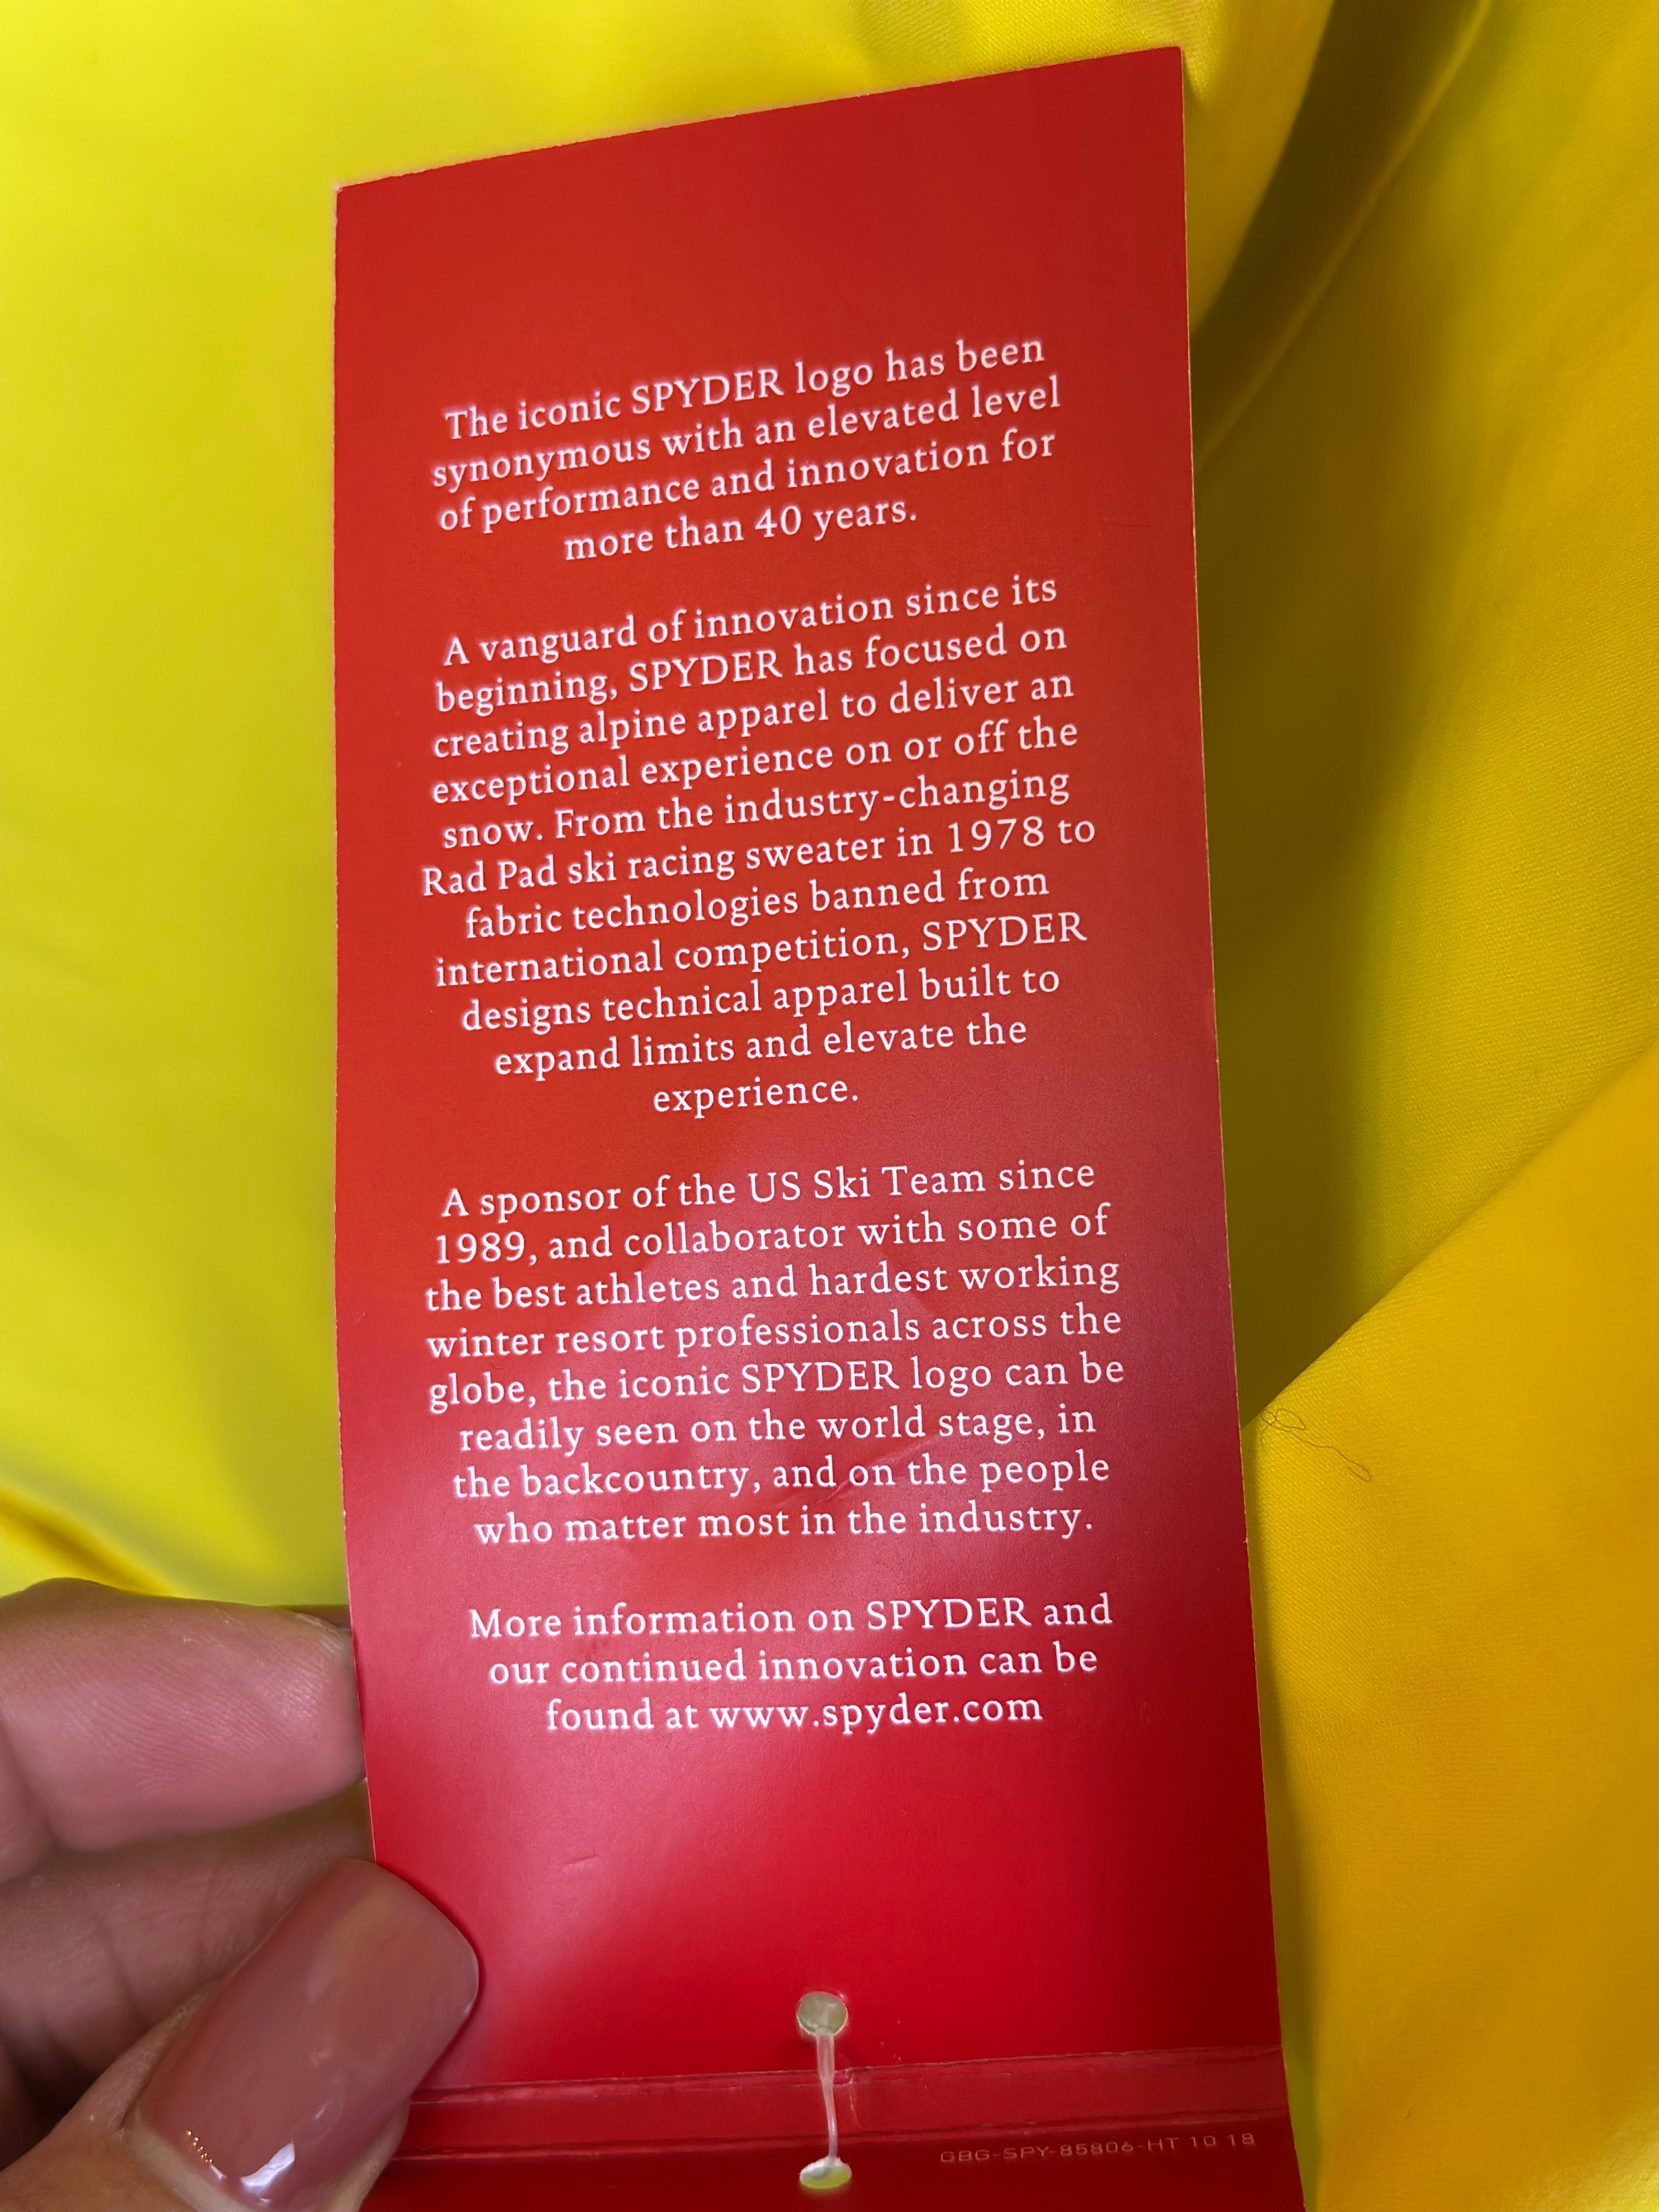 The iconic SPYDER logo has been
synonymous with an elevated level
of performance and innovation for
more than 40 years.
A vanguard of innovation since its
beginning, SPYDER has focused on
creating alpine apparel to deliver an
exceptional experience on or off the
snow. From the industry-changing
Rad Pad ski racing sweater in 1978 to
fabric technologies banned from
international competition, SPYDER
designs technical apparel built to
expand limits and elevate the
experience.
A sponsor of the US Ski Team since
1989, and collaborator with some of
the best athletes and hardest working
winter resort professionals across the
globe, the iconic SPYDER logo can be
readily seen on the world stage, in
the backcountry, and on the people
who matter most in the industry.
More information on SPYDER and
our continued innovation can be
found at www.spyder.com
GBG-SPY-85806-HT 10 18